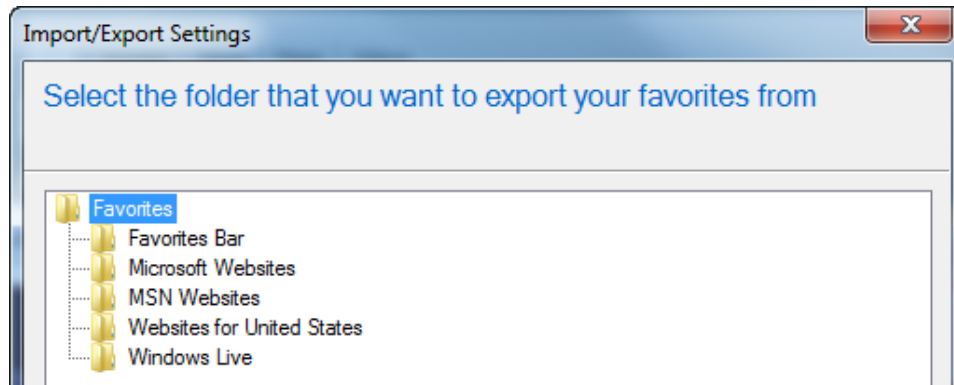 Import/Export Settings
Select the folder that you want to export your favorites from
Favorites
Favorites Bar
Microsoft Websites
MSN Websites
Websites for United States
Windows Live